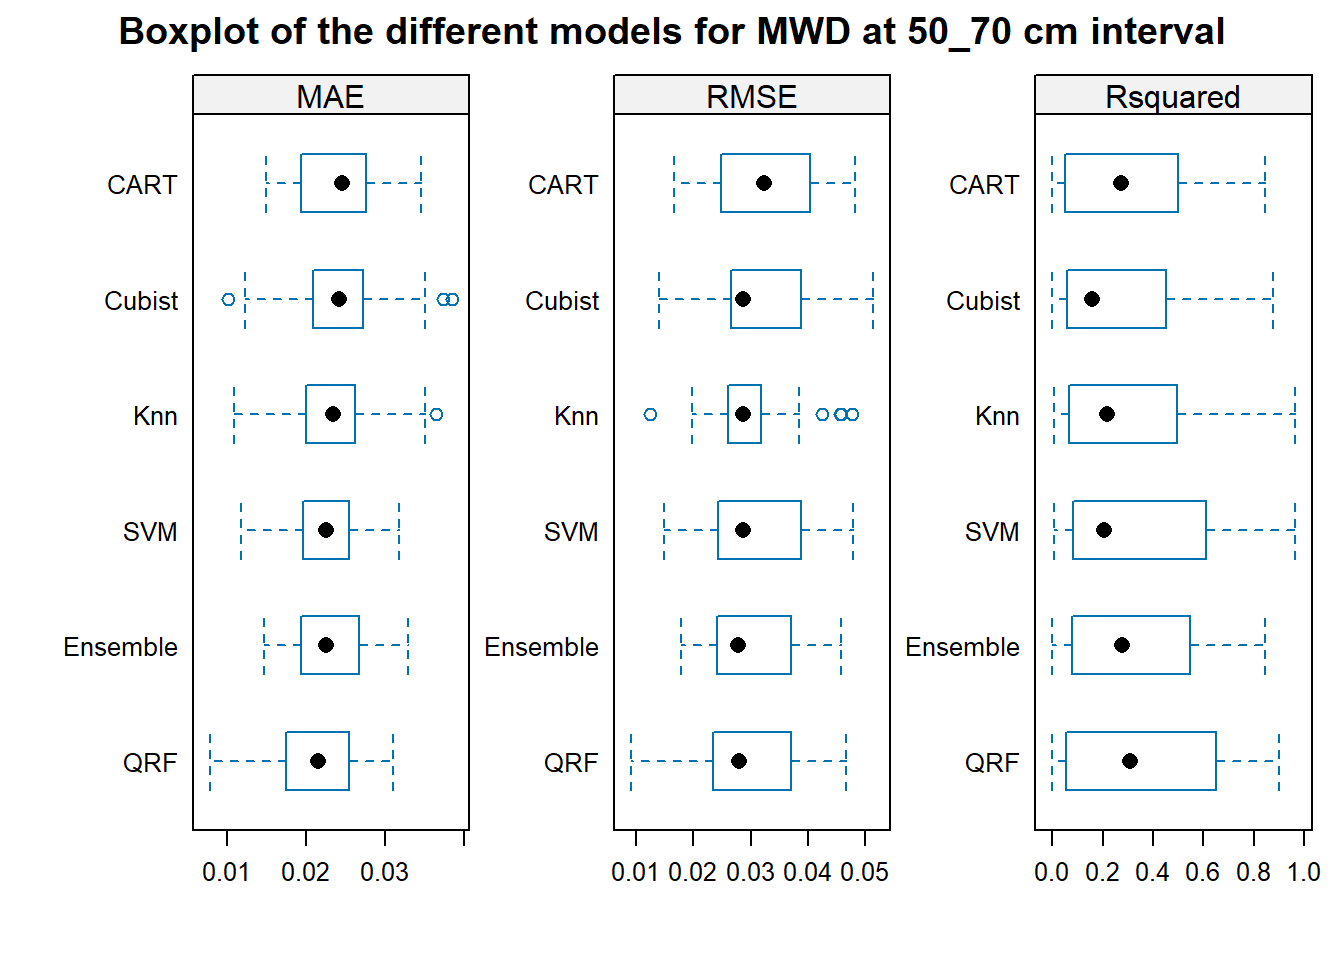 Boxplot of the different models for MWD at 50_70 cm interval
MAE
CART
Cubist
Knn
SVM
Ensemble
QRF
0.01 0.02 0.03
RMSE
CART
Cubist
Knn
SVM
Ensemble
QRF
0.01 0.02 0.03 0.04 0.05
Rsquared
CART
Cubist
Knn
SVM
Ensemble
QRF
0.0 0.2 0.4 0.6 0.8 1.0